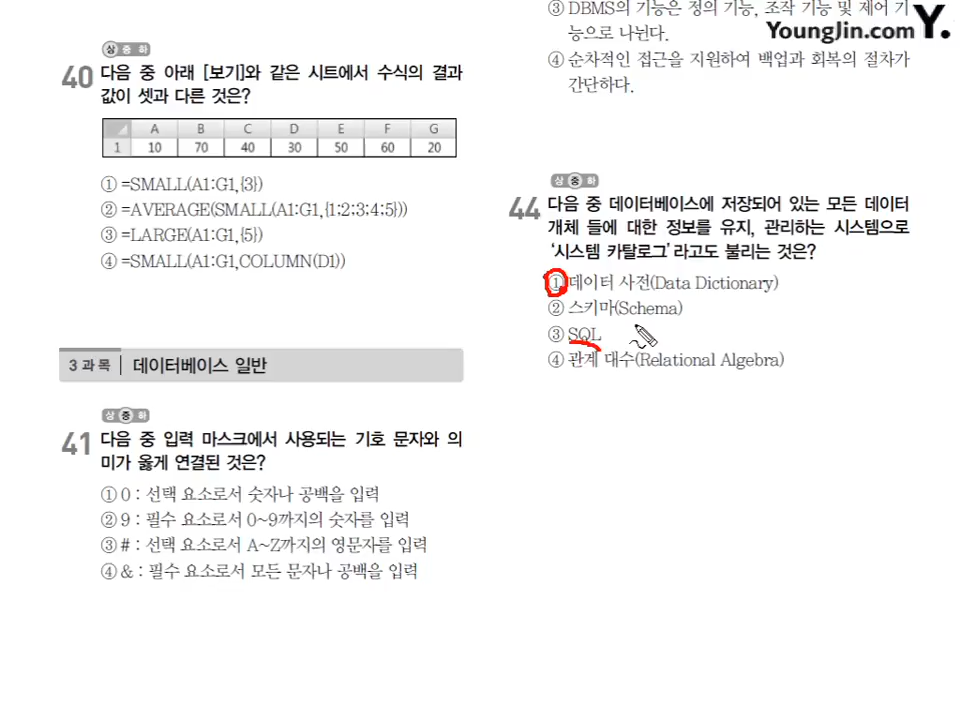 상 중 하
40 다음 중 아래 [보기]와 같은 시트에서 수식의 결과
값이 셋과 다른 것은?
A B C D E F G
1 10 70 40 30 50 60 20
① =SMALL(A1:G1,{3})
② =AVERAGE(SMALL(A1:G1,{1;2;3;4;5}))
③ =LARGE(A1:G1,{5})
④ =SMALL(A1:G1,COLUMN(D1))
3 과목 데이터베이스 일반
상 중 하
41 다음 중 입력 마스크에서 사용되는 기호 문자와 의
미가 옳게 연결된 것은?
① 0 : 선택 요소로서 숫자나 공백을 입력
② 9 : 필수 요소로서 0~9까지의 숫자를 입력
③ # : 선택 요소로서 A~Z까지의 영문자를 입력
④ & : 필수 요소로서 모든 문자나 공백을 입력
③ DBMS의 기능은 정의 기능, 조작 기능 및 제어 기
능으로 나뉜다.
YoungJin.com Y.
④ 순차적인 접근을 지원하여 백업과 회복의 절차가
간단하다.
상 중 하
44 다음 중 데이터베이스에 저장되어 있는 모든 데이터
개체 들에 대한 정보를 유지, 관리하는 시스템으로
‘시스템 카탈로그’라고도 불리는 것은?
① 데이터 사전(Data Dictionary)
② 스키마(Schema)
③ SQL
④ 관계 대수(Relational Algebra)